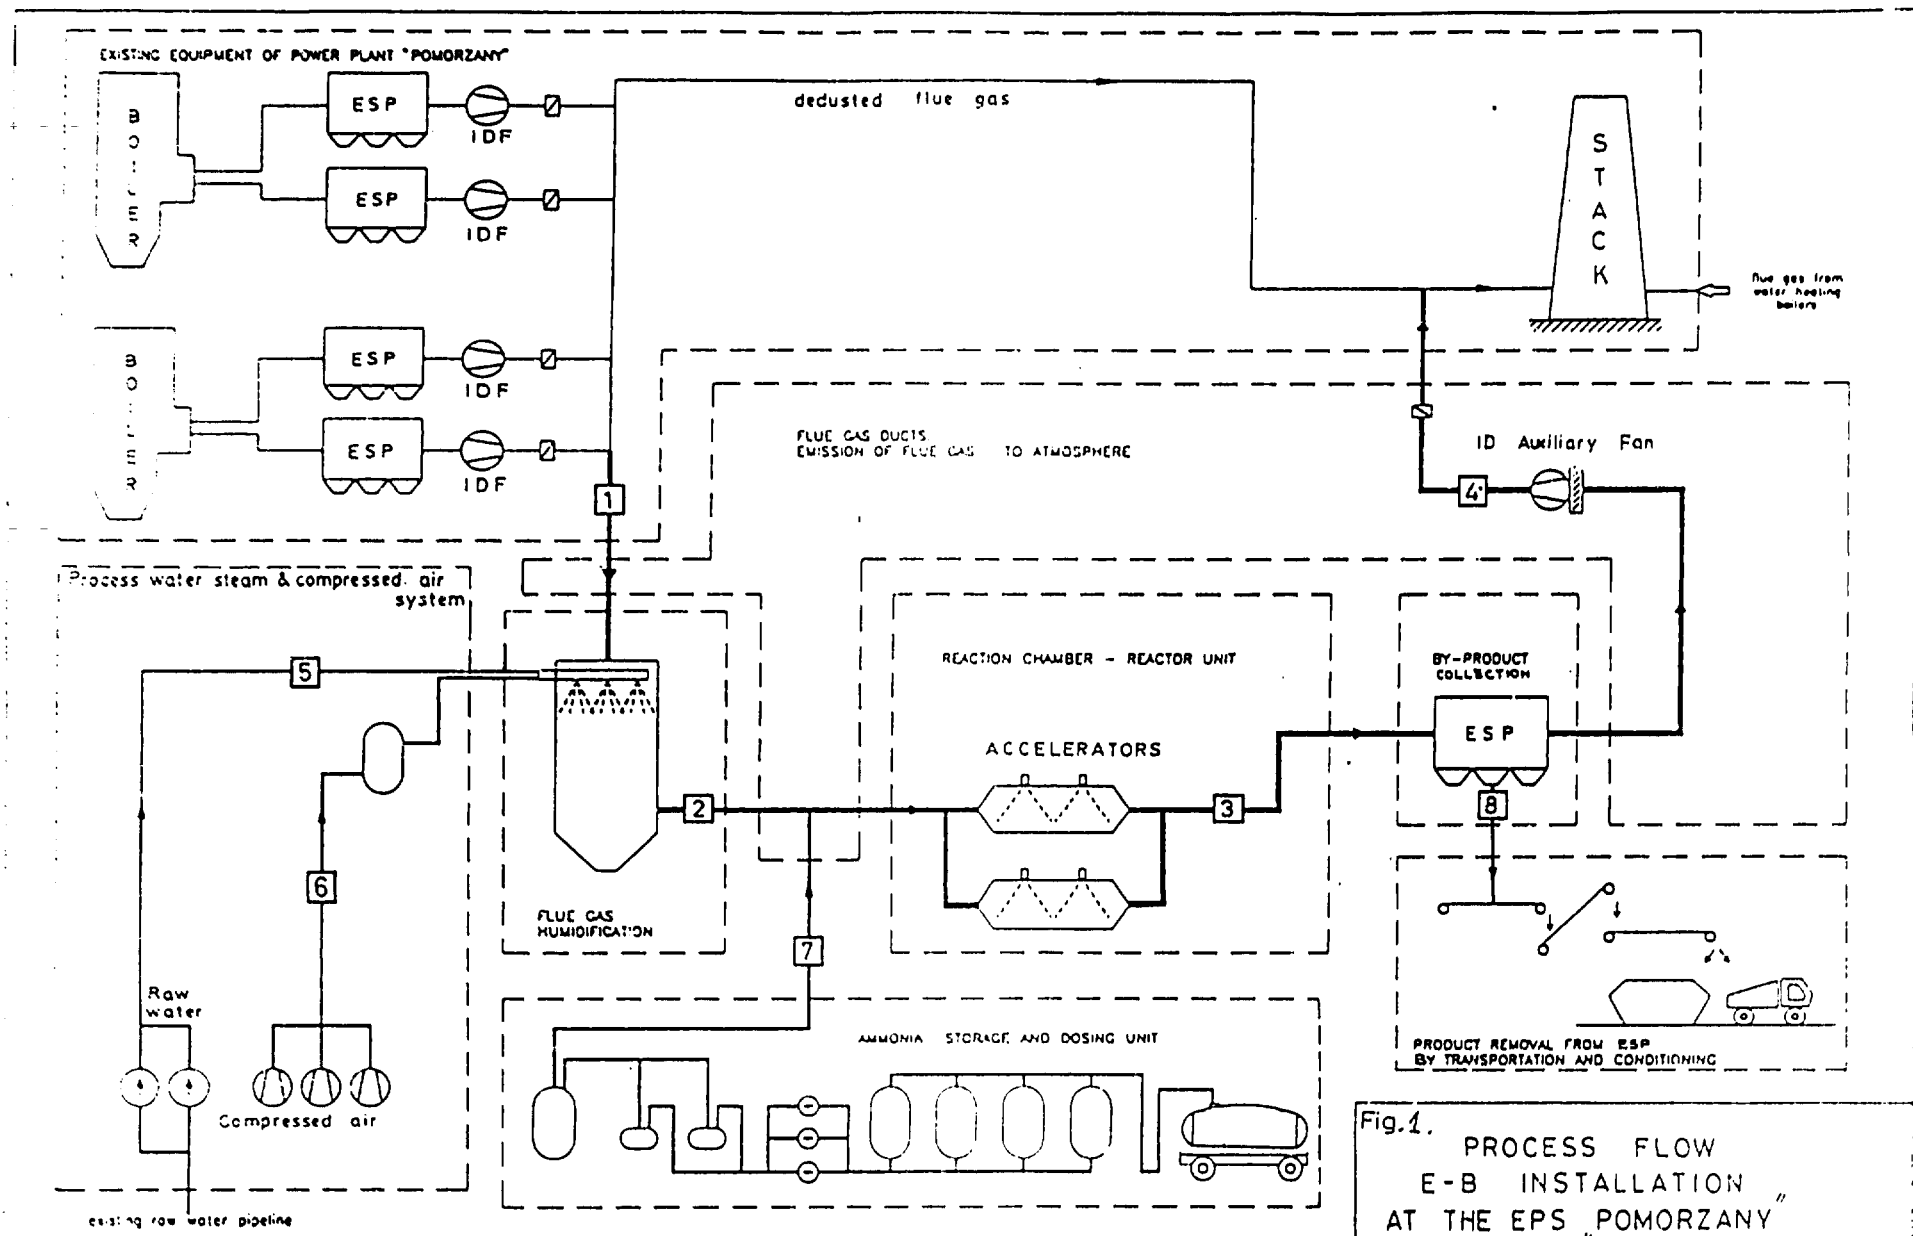 EXISTING EQUIPMENT OF POWER PLANT "POMORZANY"
BOILER
ESP
IDF
ESP
IDF
BOILER
ESP
IDF
ESP
IDF
dedusted flue gas
STACK
flue gas from
water heating
boilers
1
FLUE GAS DUCTS
EMISSION OF FLUE GAS TO ATMOSPHERE
ID Auxiliary Fan
4
Process water steam & compressed air
system
5
6
Raw
water
Compressed air
existing raw water pipeline
2
FLUE GAS
HUMIDIFICATION
7
REACTION CHAMBER - REACTOR UNIT
ACCELERATORS
3
BY-PRODUCT
COLLECTION
ESP
8
AMMONIA STORAGE AND DOSING UNIT
PRODUCT REMOVAL FROM ESP
BY TRANSPORTATION AND CONDITIONING
Fig.1.
PROCESS FLOW
E-B INSTALLATION
AT THE EPS „POMORZANY"